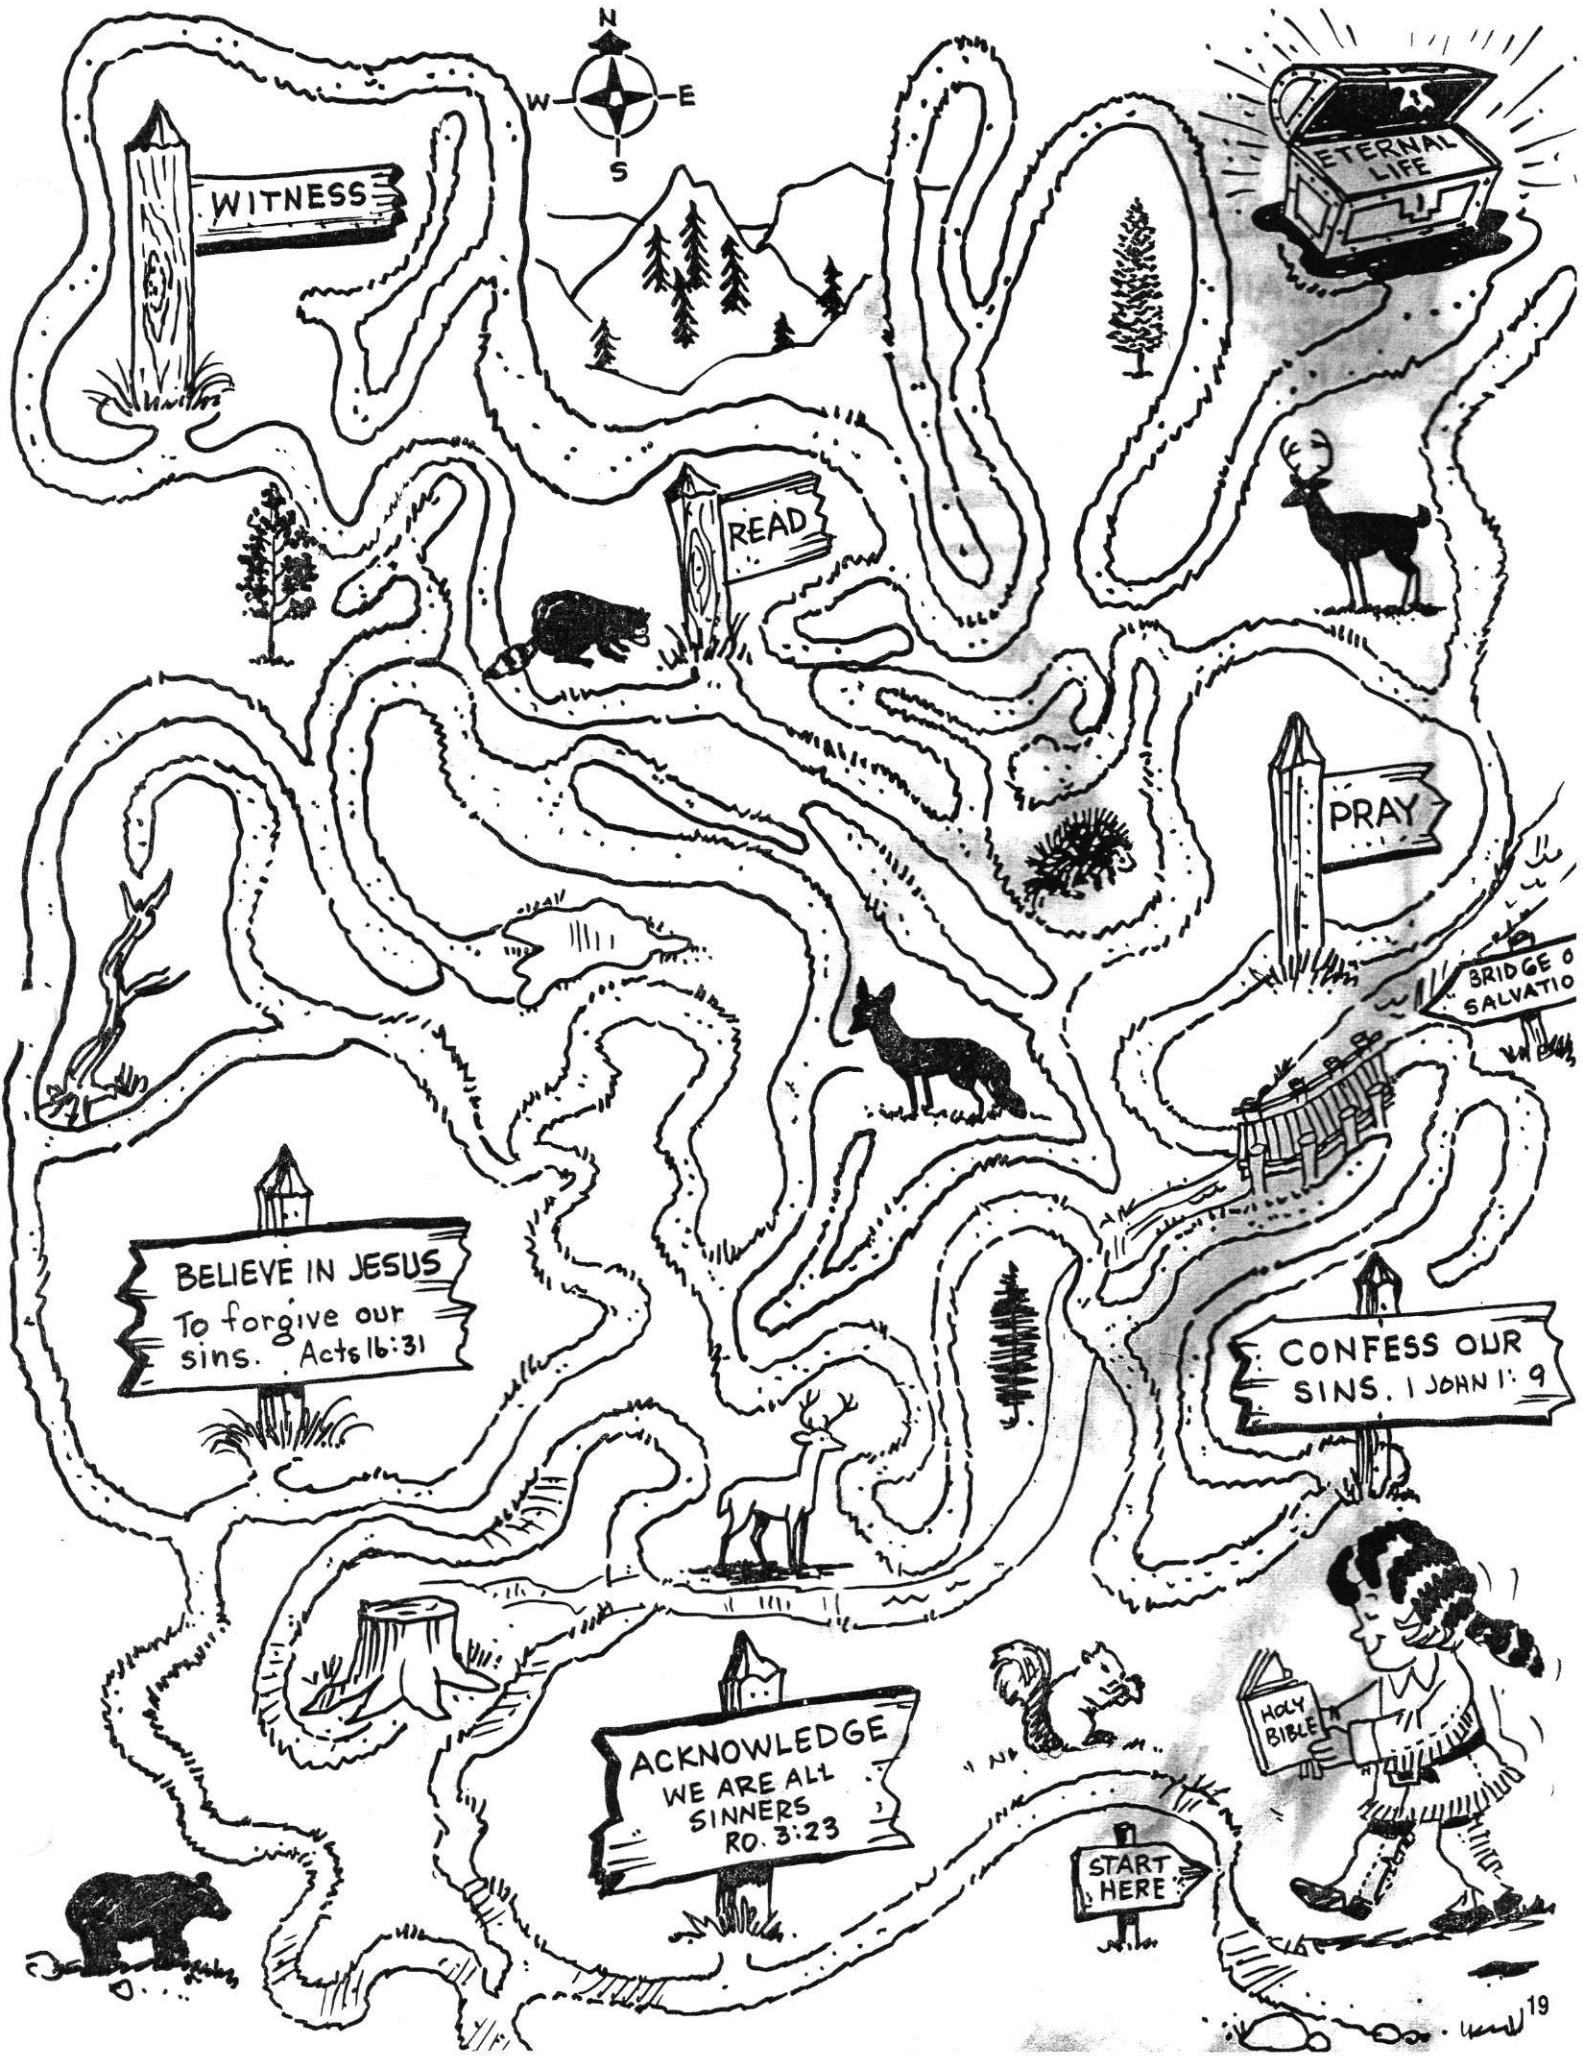 N
W
E
S
WITNESS
ETERNAL
LIFE
READ
PRAY
BRIDGE O
SALVATIO
BELIEVE IN JESUS
To forgive our
sins. Acts 16:31
CONFESS OUR
SINS. I JOHN 1:9
HOLY
BIBLE
ACKNOWLEDGE
WE ARE ALL
SINNERS
RO. 3:23
START
HERE
19